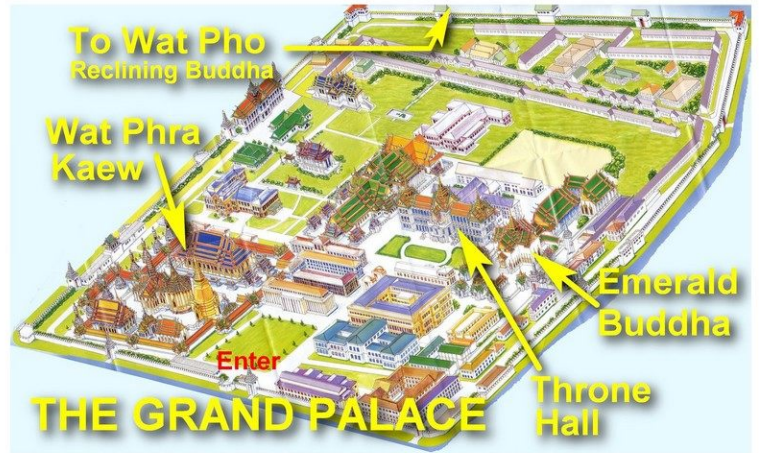 To Wat Pho
Reclining Buddha
Wat Phra
Kaew
Emerald
Buddha
Enter
Throne
Hall
THE GRAND PALACE